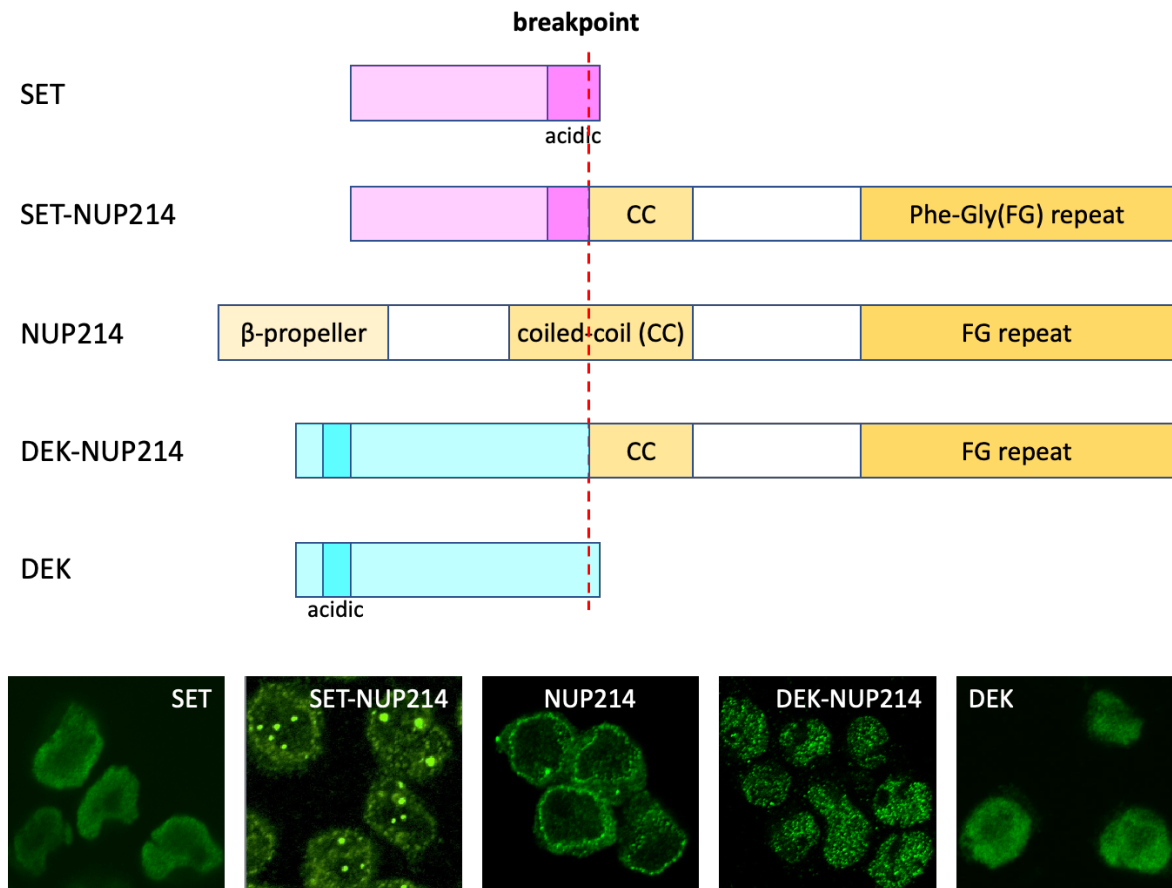 breakpoint
SET
acidic
SET-NUP214
CC
Phe-Gly(FG) repeat
NUP214
β-propeller
coiled-coil (CC)
FG repeat
DEK-NUP214
CC
FG repeat
DEK
acidic
SET
SET-NUP214
NUP214
DEK-NUP214
DEK